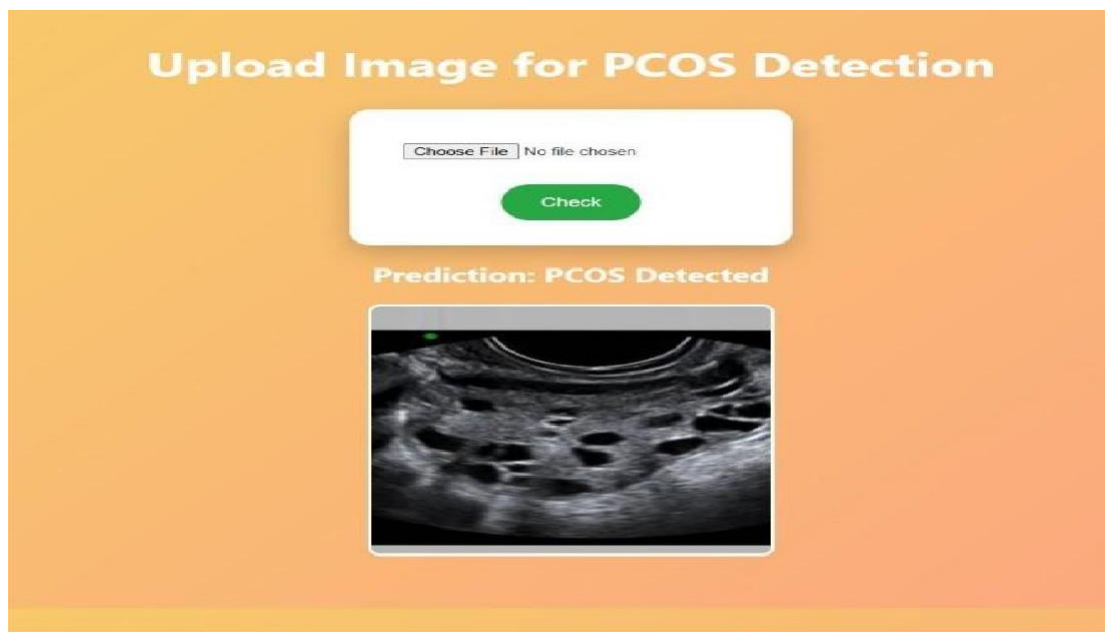 Upload Image for PCOS Detection
Choose File No file chosen
Check
Prediction: PCOS Detected